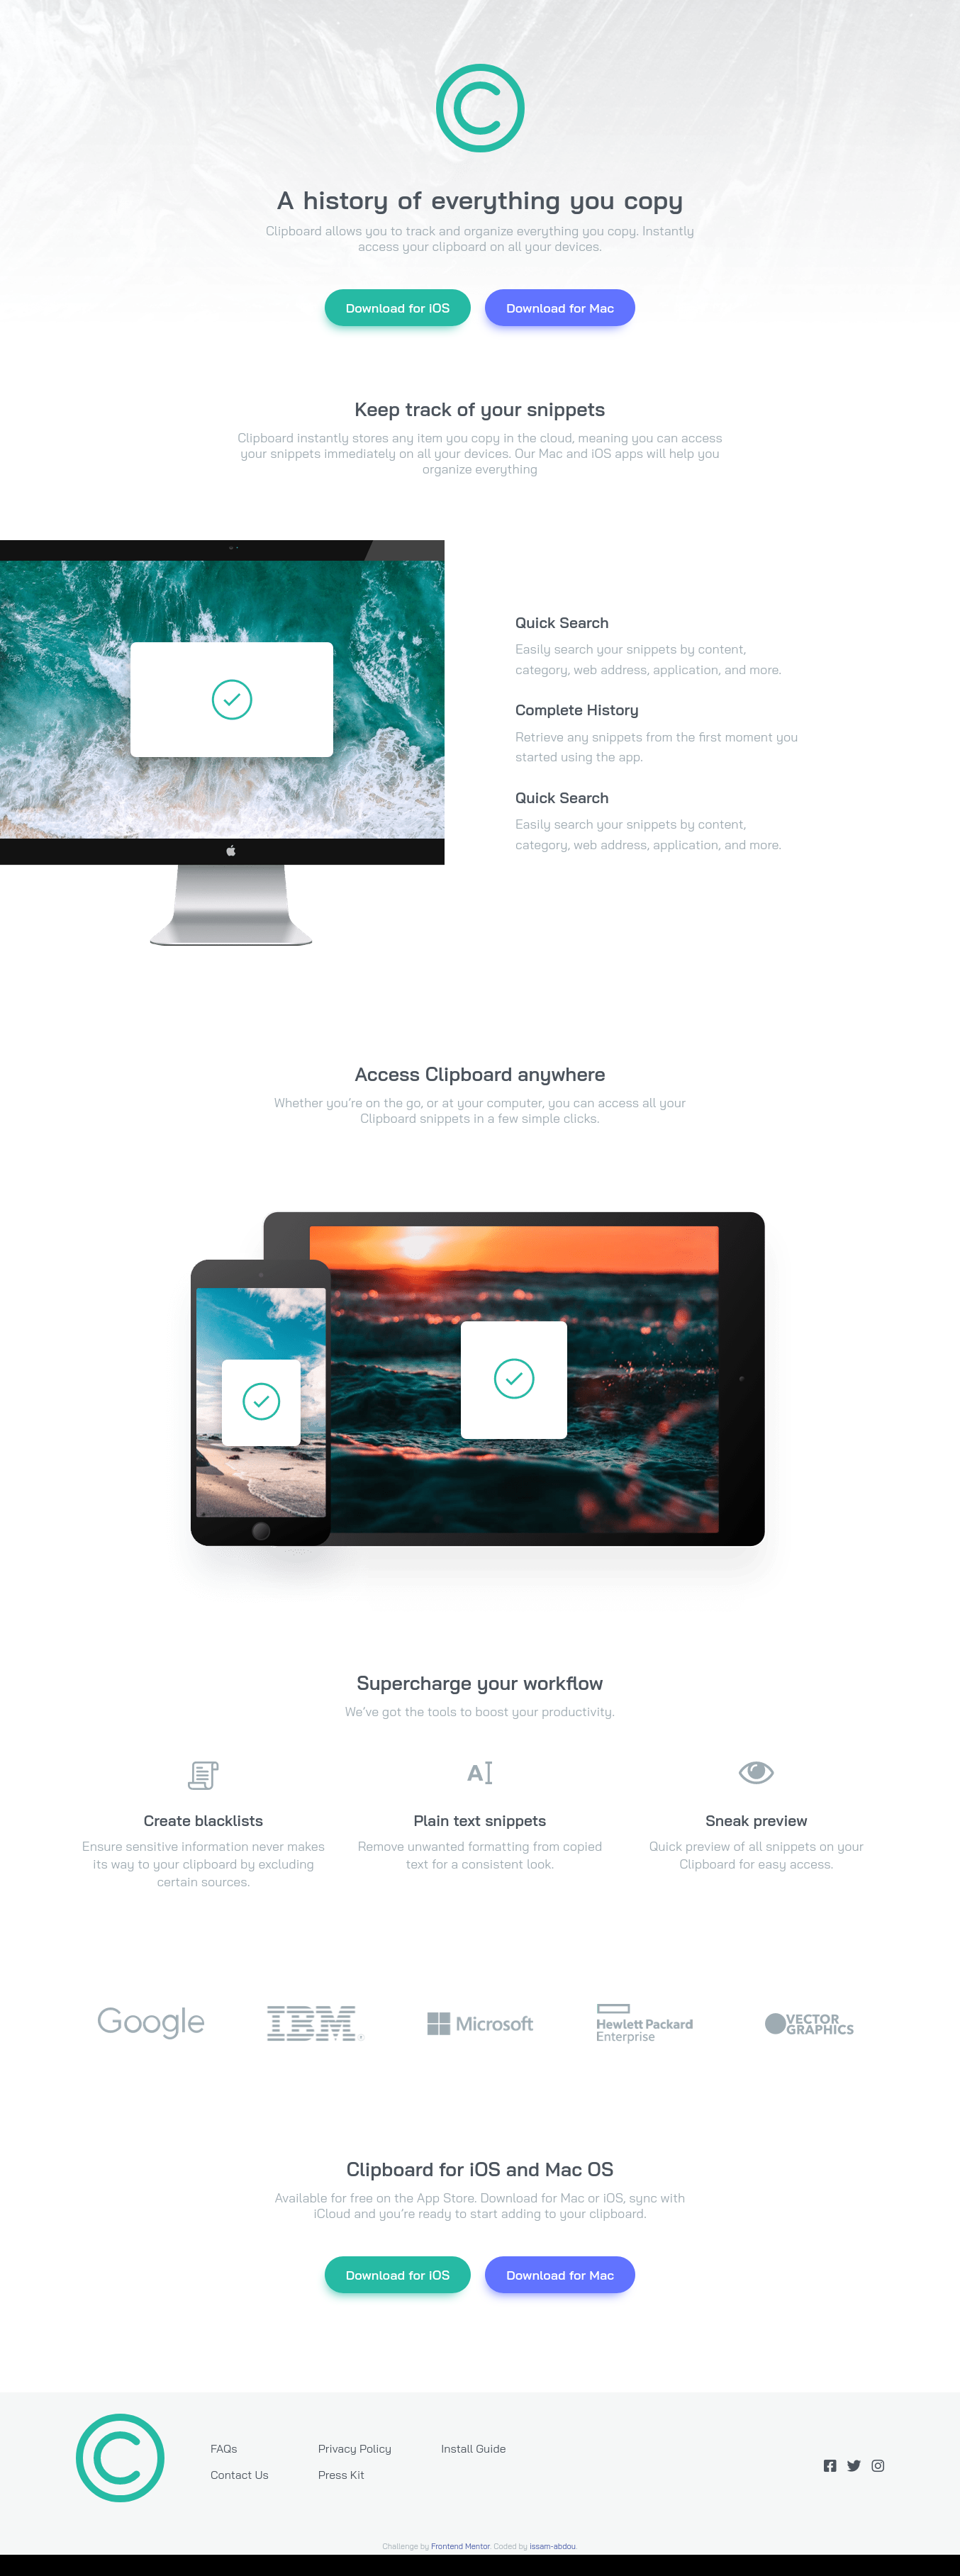 A history of everything you copy
Clipboard allows you to track and organize everything you copy. Instantly
access your clipboard on all your devices.
Download for IOS
Download for Mac
Keep track of your snippets
Clipboard instantly stores any item you copy in the cloud, meaning you can access
your snippets immediately on all your devices. Our Mac and iOS apps will help you
organize everything
Quick Search
Easily search your snippets by content,
category, web address, application, and more.
Complete History
Retrieve any snippets from the first moment you
started using the app.
Quick Search
Easily search your snippets by content,
category, web address, application, and more.
Access Clipboard anywhere
Whether you’re on the go, or at your computer, you can access all your
Clipboard snippets in a few simple clicks.
Supercharge your workflow
We’ve got the tools to boost your productivity.
Create blacklists
Ensure sensitive information never makes
its way to your clipboard by excluding
certain sources.
Plain text snippets
Remove unwanted formatting from copied
text for a consistent look.
Sneak preview
Quick preview of all snippets on your
Clipboard for easy access.
Google
IBM
Microsoft
Hewlett Packard
Enterprise
VECTOR
GRAPHICS
Clipboard for iOS and Mac OS
Available for free on the App Store. Download for Mac or iOS, sync with
iCloud and you’re ready to start adding to your clipboard.
Download for IOS
Download for Mac
FAQs
Contact Us
Privacy Policy
Press Kit
Install Guide
Challenge by Frontend Mentor. Coded by issam-abdou.